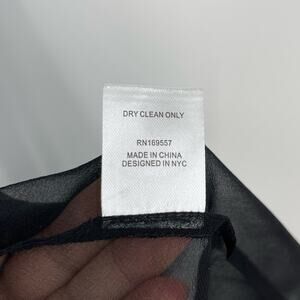 DRY CLEAN ONLY
RN169557
MADE IN CHINA
DESIGNED IN NYC